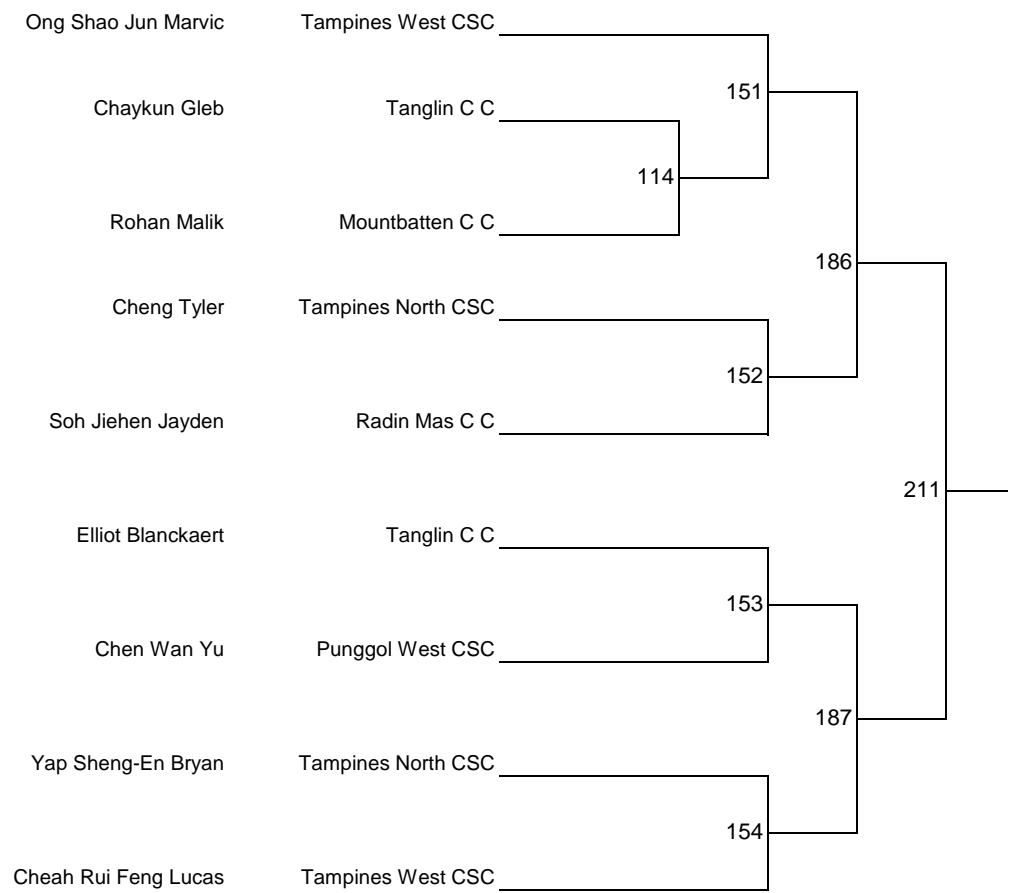 Ong Shao Jun Marvic Tampines West CSC
151
Chaykun Gleb Tanglin C C
114
Rohan Malik Mountbatten C C
186
Cheng Tyler Tampines North CSC
152
Soh Jiehen Jayden Radin Mas C C
211
Elliot Blanckaert Tanglin C C
153
Chen Wan Yu Punggol West CSC
187
Yap Sheng-En Bryan Tampines North CSC
154
Cheah Rui Feng Lucas Tampines West CSC